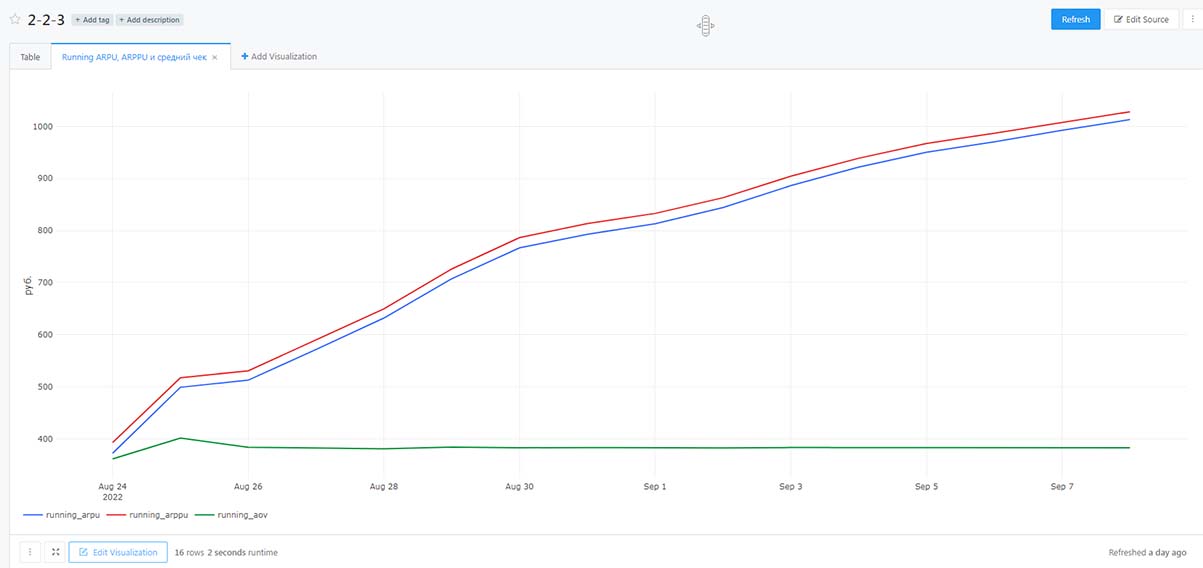 2-2-3 + Add tag + Add description
Refresh Edit Source
Table Running ARPU, ARPPU и средний чек × + Add Visualization
1000
900
800
700
600
500
400
руб.
Aug 24 Aug 26 Aug 28 Aug 30 Sep 1 Sep 3 Sep 5 Sep 7
2022
running_arpu running_arppu running_aov
Edit Visualization 16 rows 2 seconds runtime Refreshed a day ago